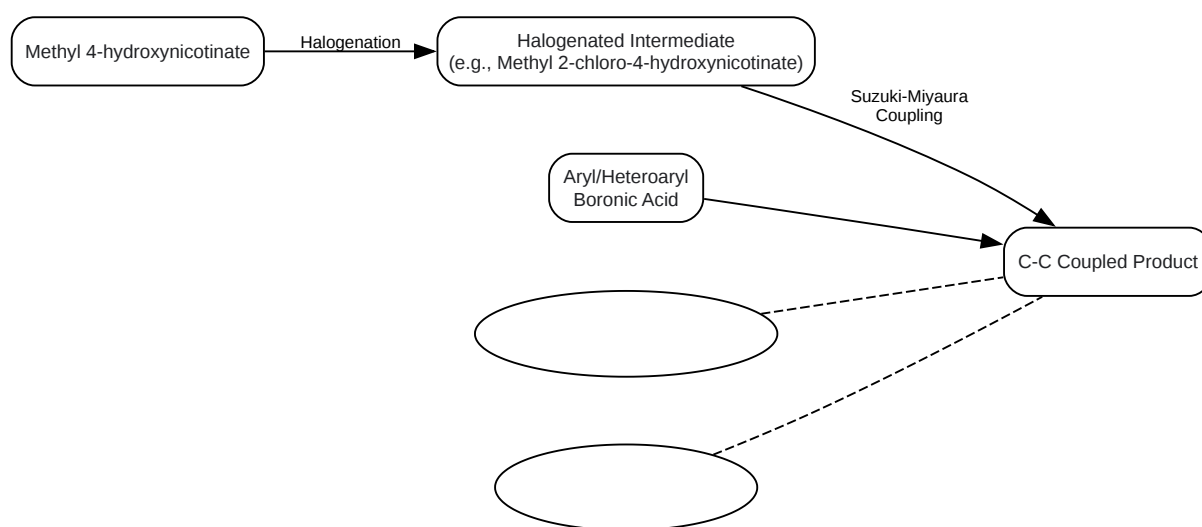 Methyl 4-hydroxynicotinate
Halogenation
Halogenated Intermediate
(e.g., Methyl 2-chloro-4-hydroxynicotinate)
Suzuki-Miyaura
Coupling
Aryl/Heteroaryl
Boronic Acid
C-C Coupled Product